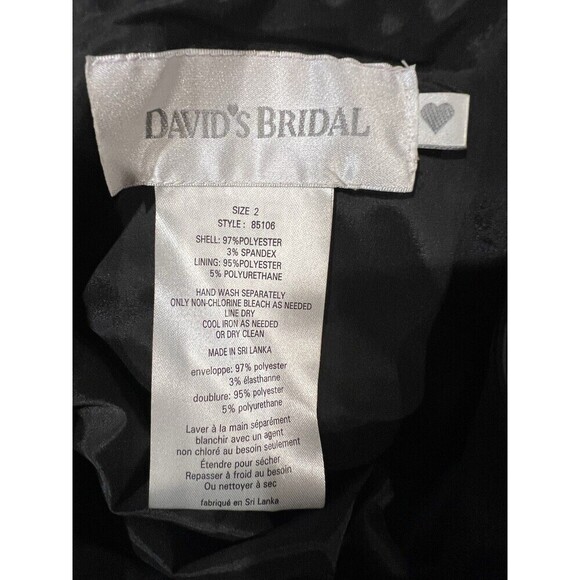 DAVID'S BRIDAL
SIZE 2
STYLE: 85106
SHELL: 97%POLYESTER
3% SPANDEX
LINING: 95%POLYESTER
5% POLYURETHANE
HAND WASH SEPARATELY
ONLY NON-CHLORINE BLEACH AS NEEDED
LINE DRY
COOL IRON AS NEEDED
OR DRY CLEAN
MADE IN SRI LANKA
enveloppe: 97% polyester
3% élasthanne
doublure: 95% polyester
5% polyurethane
Laver à la main séparément
blanchir avec un agent
non chloré au besoin seulement
Étendre pour sécher
Repasser à froid au besoin
Ou nettoyer à sec
fabriqué en Sri Lanka